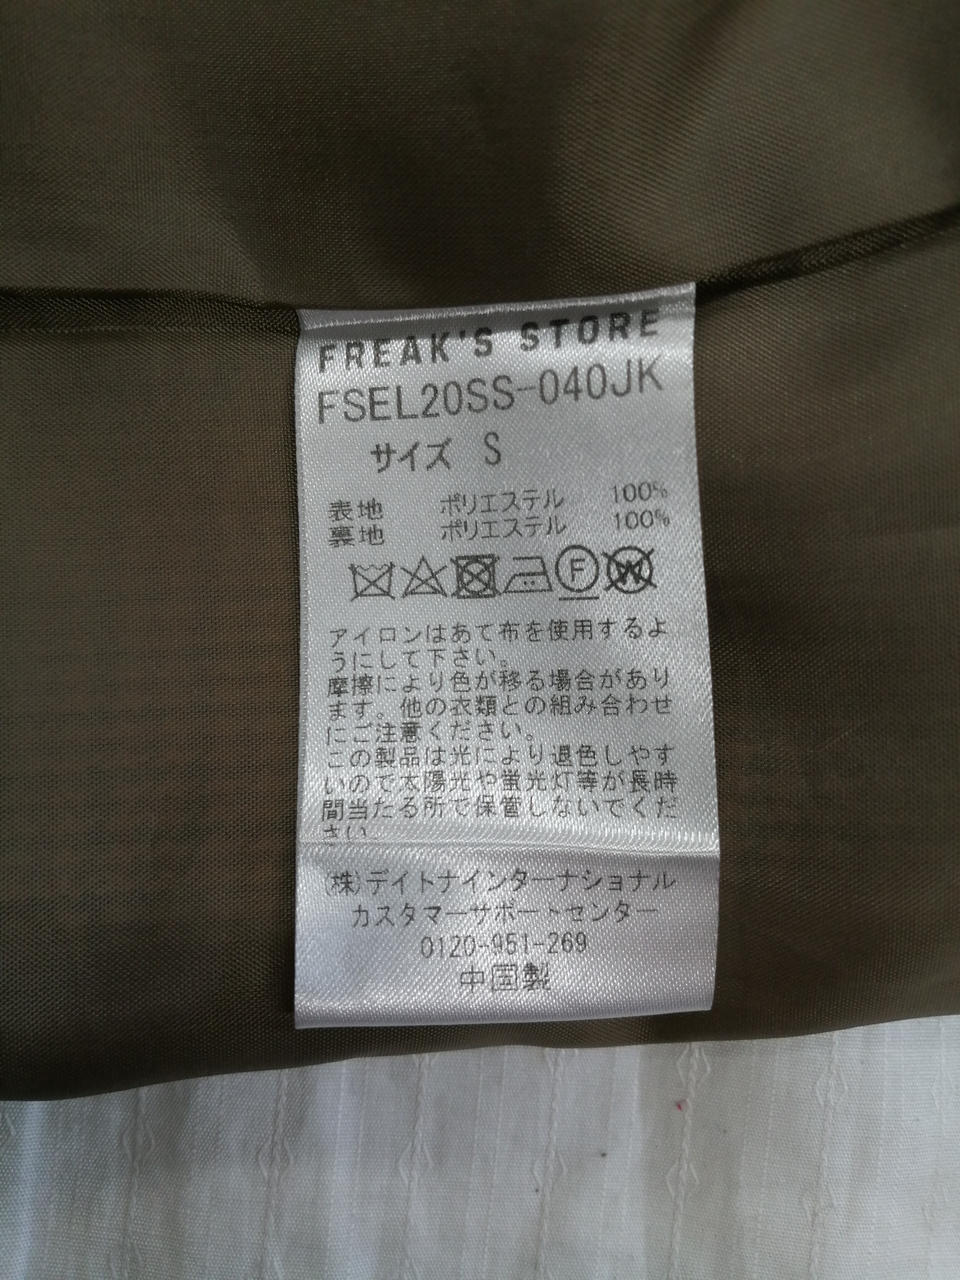 FREAK'S STORE
FSEL20SS-040JK
サイズ S
表地 ポリエステル 100%
裏地 ポリエステル 100%
F W
アイロンはあて布を使用するよ
うにして下さい。
摩擦により色が移る場合があり
ます。他の衣類との組み合わせ
にご注意ください。
この製品は光により退色しやす
いので太陽光や蛍光灯等が長時
間当たる所で保管しないでくだ
さい。
(株)デイトナインターナショナル
カスタマーサポートセンター
0120-951-269
中国製